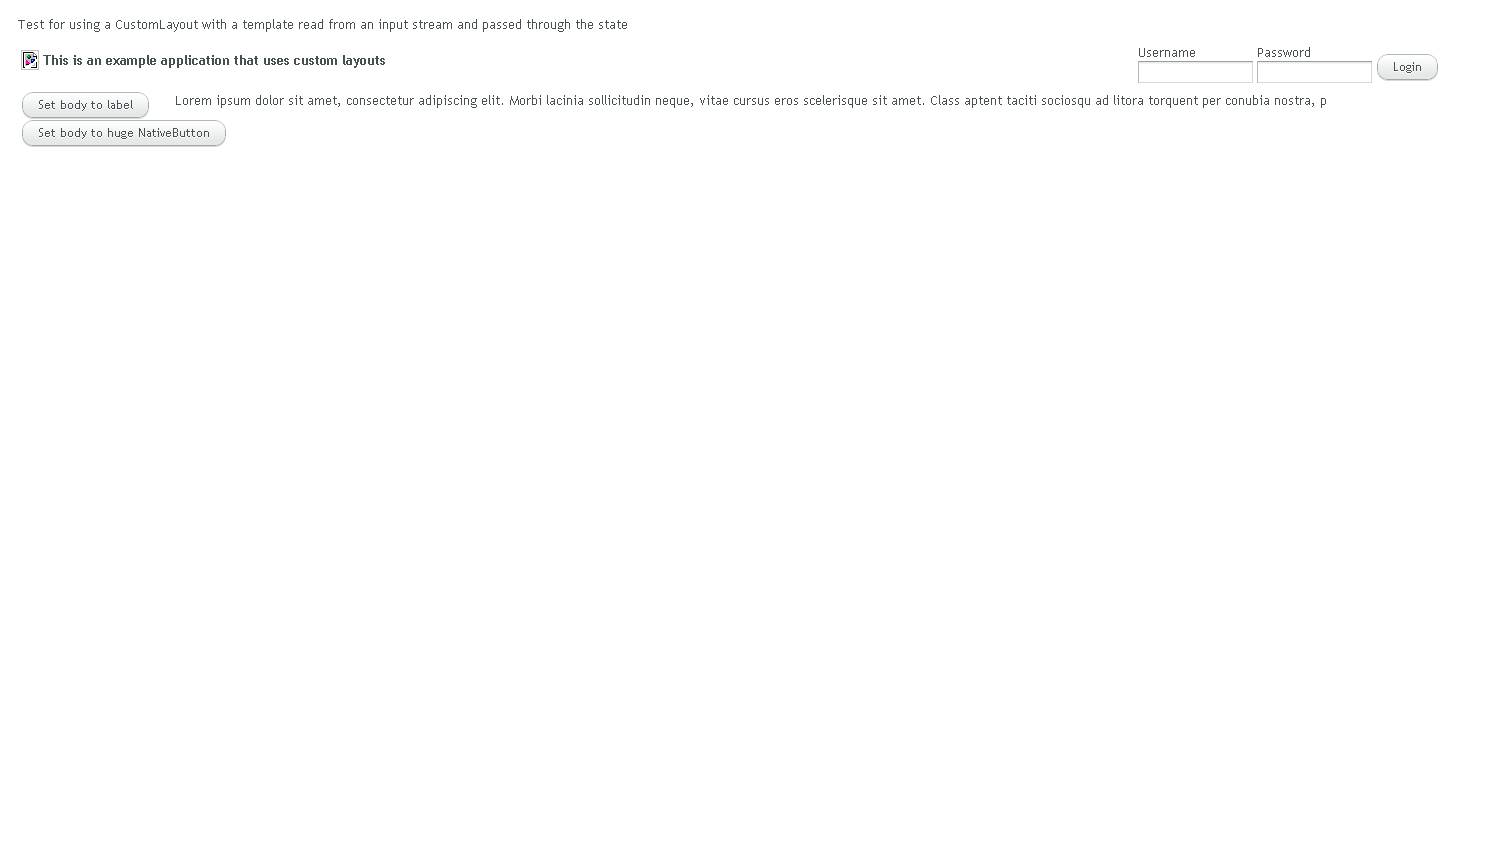 Test for using a CustomLayout with a template read from an input stream and passed through the state
Username Password
This is an example application that uses custom layouts
Login
Set body to label
Lorem ipsum dolor sit amet, consectetur adipiscing elit. Morbi lacinia sollicitudin neque, vitae cursus eros scelerisque sit amet. Class aptent taciti sociosqu ad litora torquent per conubia nostra, p
Set body to huge NativeButton